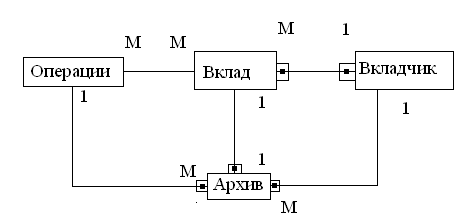 М М М 1
Операции Вклад Вкладчик
1 1 1
М 1
Архив
М